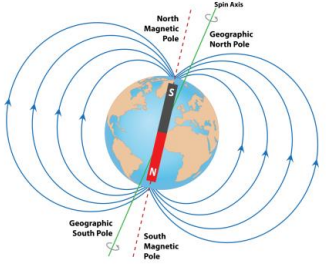 Spin Axis
North
Magnetic
Pole
Geographic
North Pole
S
N
Geographic
South Pole
South
Magnetic
Pole